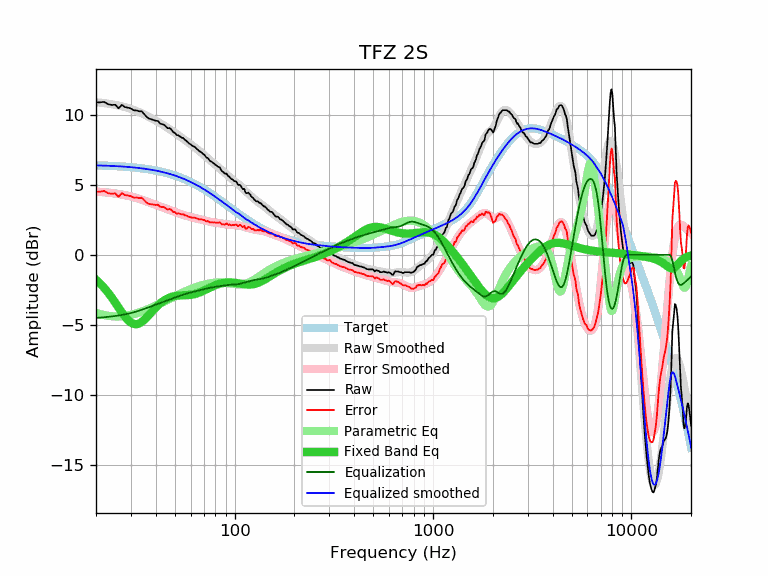 TFZ 2S
Amplitude (dBr)
10
5
0
−5
−10
−15
Target
Raw Smoothed
Error Smoothed
Raw
Error
Parametric Eq
Fixed Band Eq
Equalization
Equalized smoothed
100
1000
10000
Frequency (Hz)